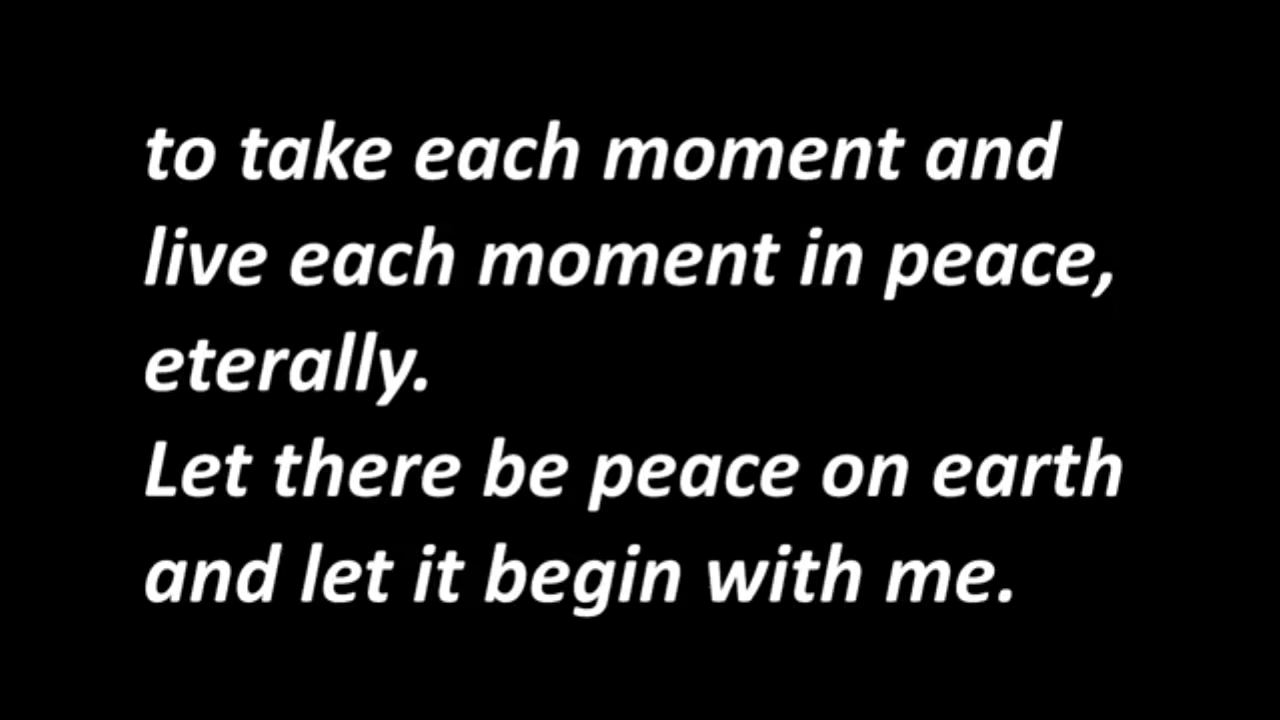 to take each moment and
live each moment in peace,
eterally.
Let there be peace on earth
and let it begin with me.